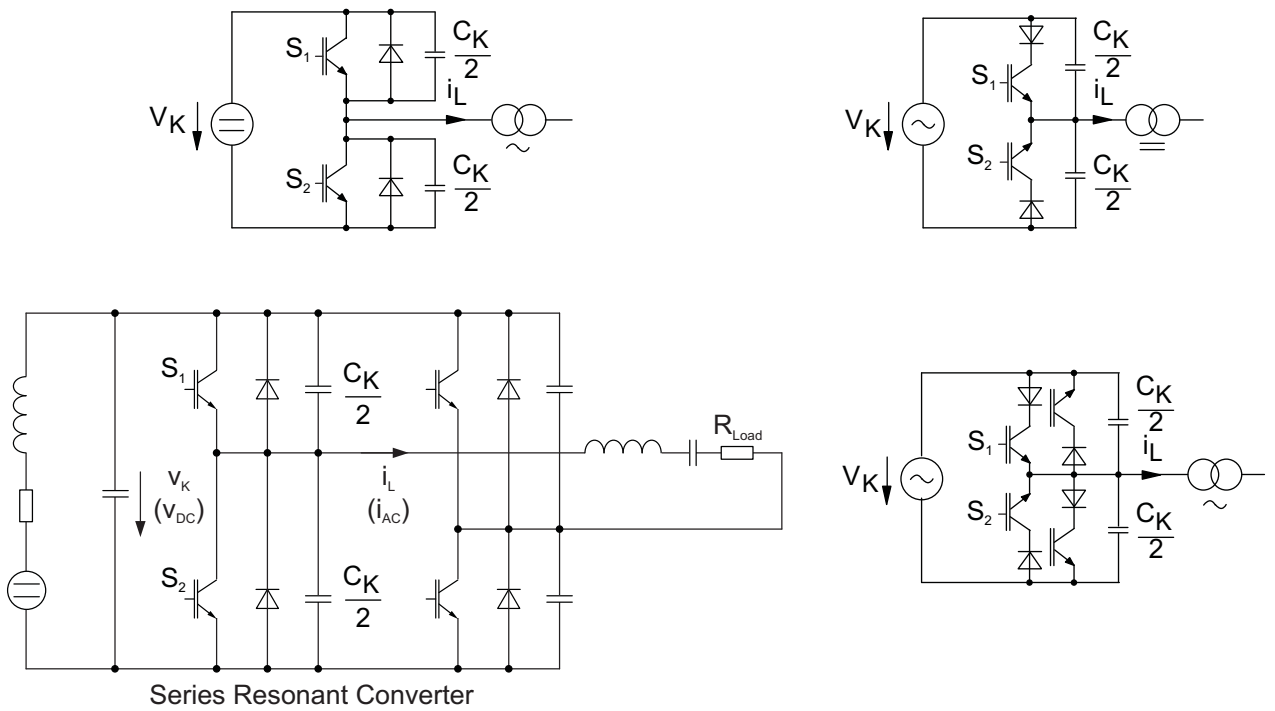 S1
CK
2
iL
VK
S2
CK
2
CK
2
S1
iL
VK
S2
CK
2
S1
CK
2
RLoad
vK
(vDC)
iL
(iAC)
S2
CK
2
Series Resonant Converter
CK
2
S1
iL
VK
S2
CK
2